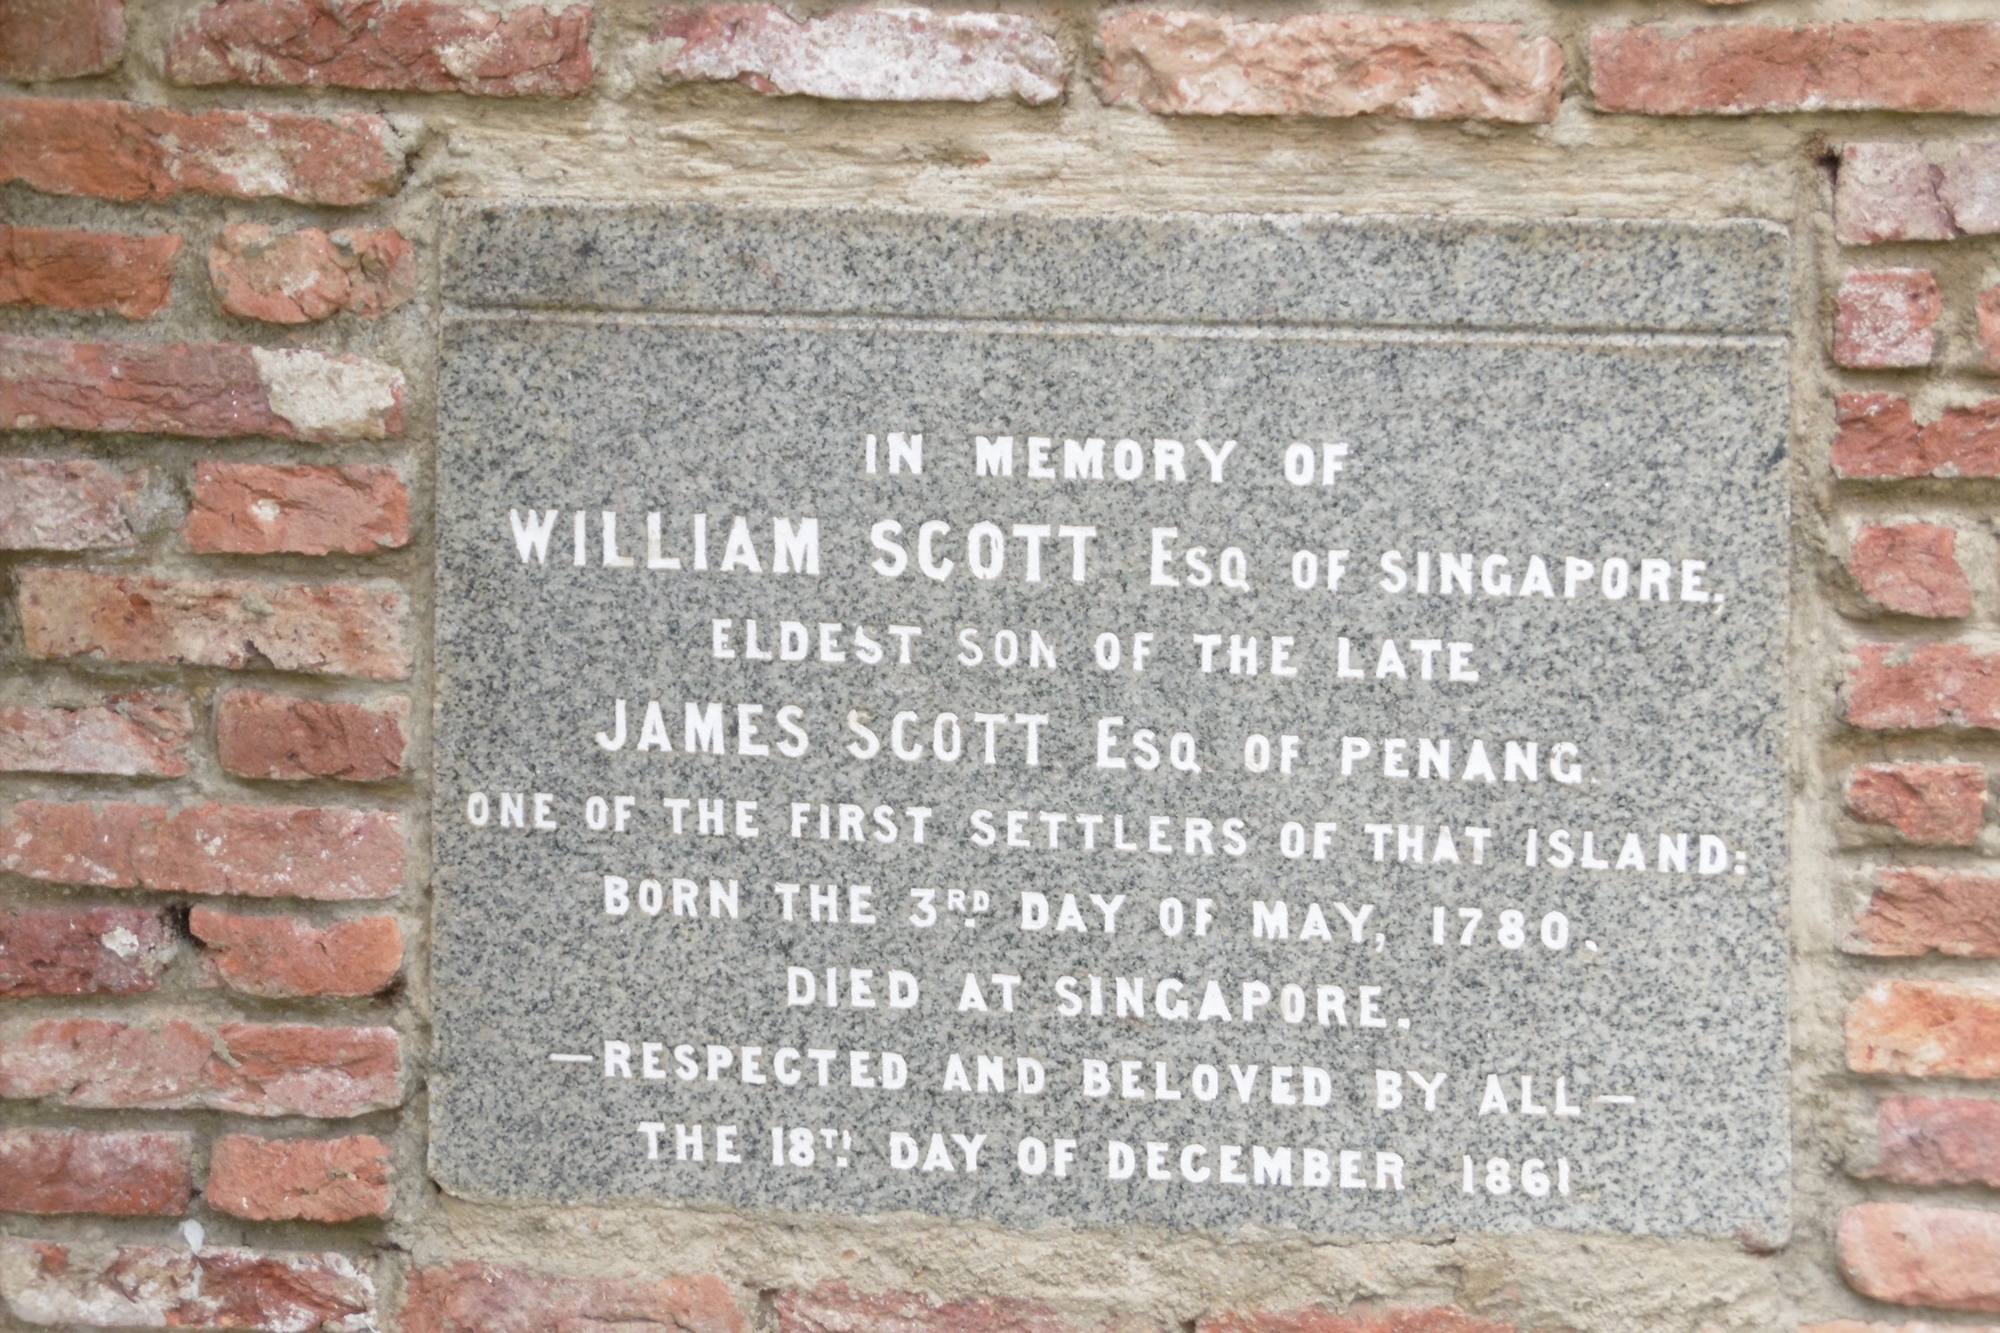 IN MEMORY OF
WILLIAM SCOTT ESQ OF SINGAPORE,
ELDEST SON OF THE LATE
JAMES SCOTT ESQ OF PENANG.
ONE OF THE FIRST SETTLERS OF THAT ISLAND:
BORN THE 3RD DAY OF MAY, 1780.
DIED AT SINGAPORE.
—RESPECTED AND BELOVED BY ALL—
THE 18TH DAY OF DECEMBER 1861